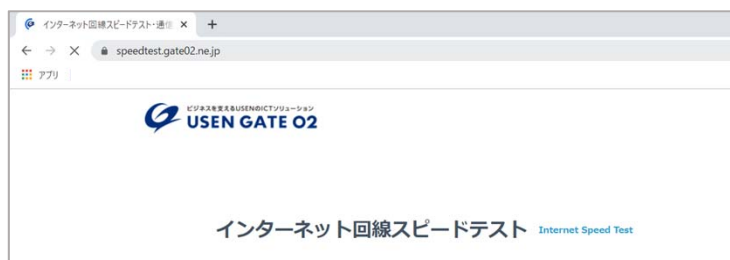 インターネット回線スピードテスト・通信
speedtest.gate02.ne.jp
アプリ
ビジネスを支えるUSENのICTソリューション
USEN GATE 02
インターネット回線スピードテスト Internet Speed Test